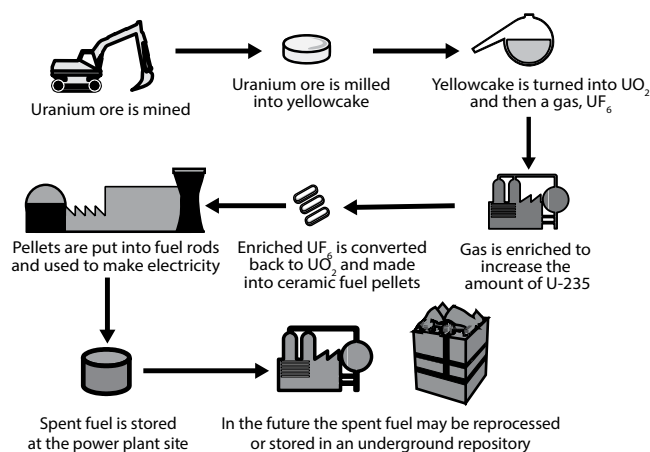 Uranium ore is mined
Uranium ore is milled
into yellowcake
Yellowcake is turned into UO₂
and then a gas, UF₆
Pellets are put into fuel rods
and used to make electricity
Enriched UF₆ is converted
back to UO₂ and made
into ceramic fuel pellets
Gas is enriched to
increase the
amount of U-235
Spent fuel is stored
at the power plant site
In the future the spent fuel may be reprocessed
or stored in an underground repository